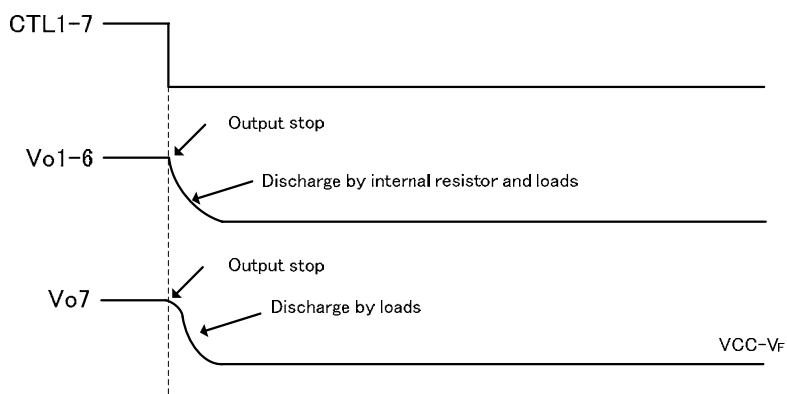 CTL1-7
Output stop
Vo1-6
Discharge by internal resistor and loads
Output stop
Vo7
Discharge by loads
VCC-VF